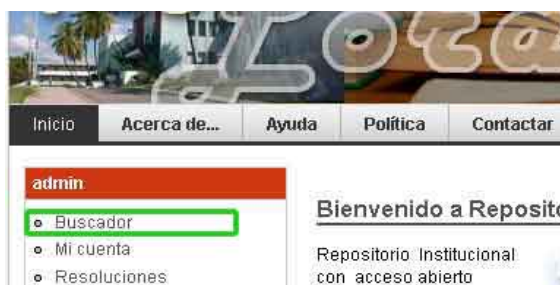 Inicio
Acerca de...
Ayuda
Política
Contactar
admin
Buscador
Mi cuenta
Resoluciones
Bienvenido a Reposito
Repositorio Institucional
con acceso abierto